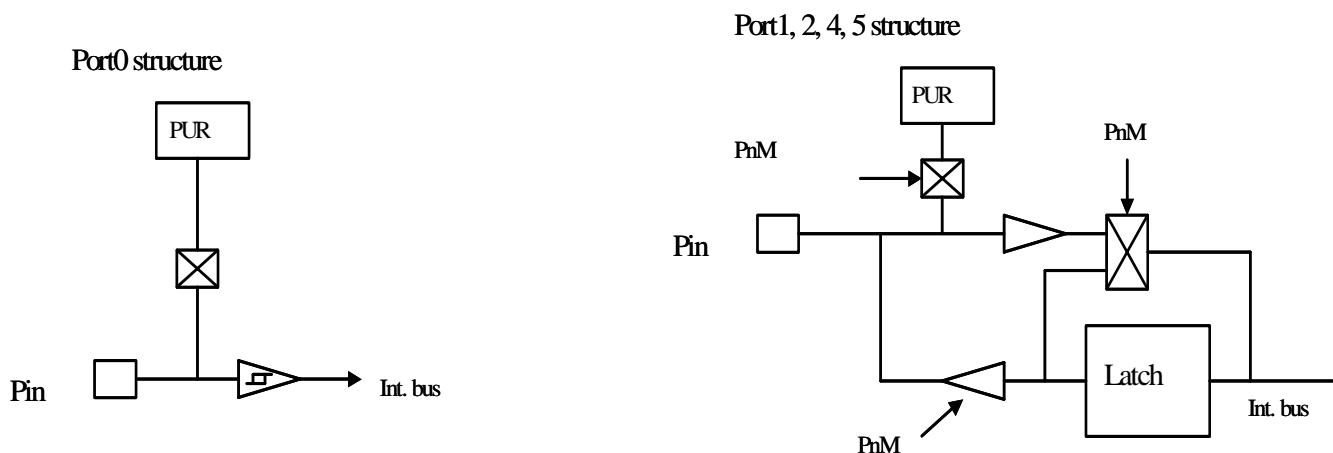 Port0 structure
PUR
Pin
Int. bus
Port1, 2, 4, 5 structure
PUR
PnM
PnM
Pin
Latch
Int. bus
PnM